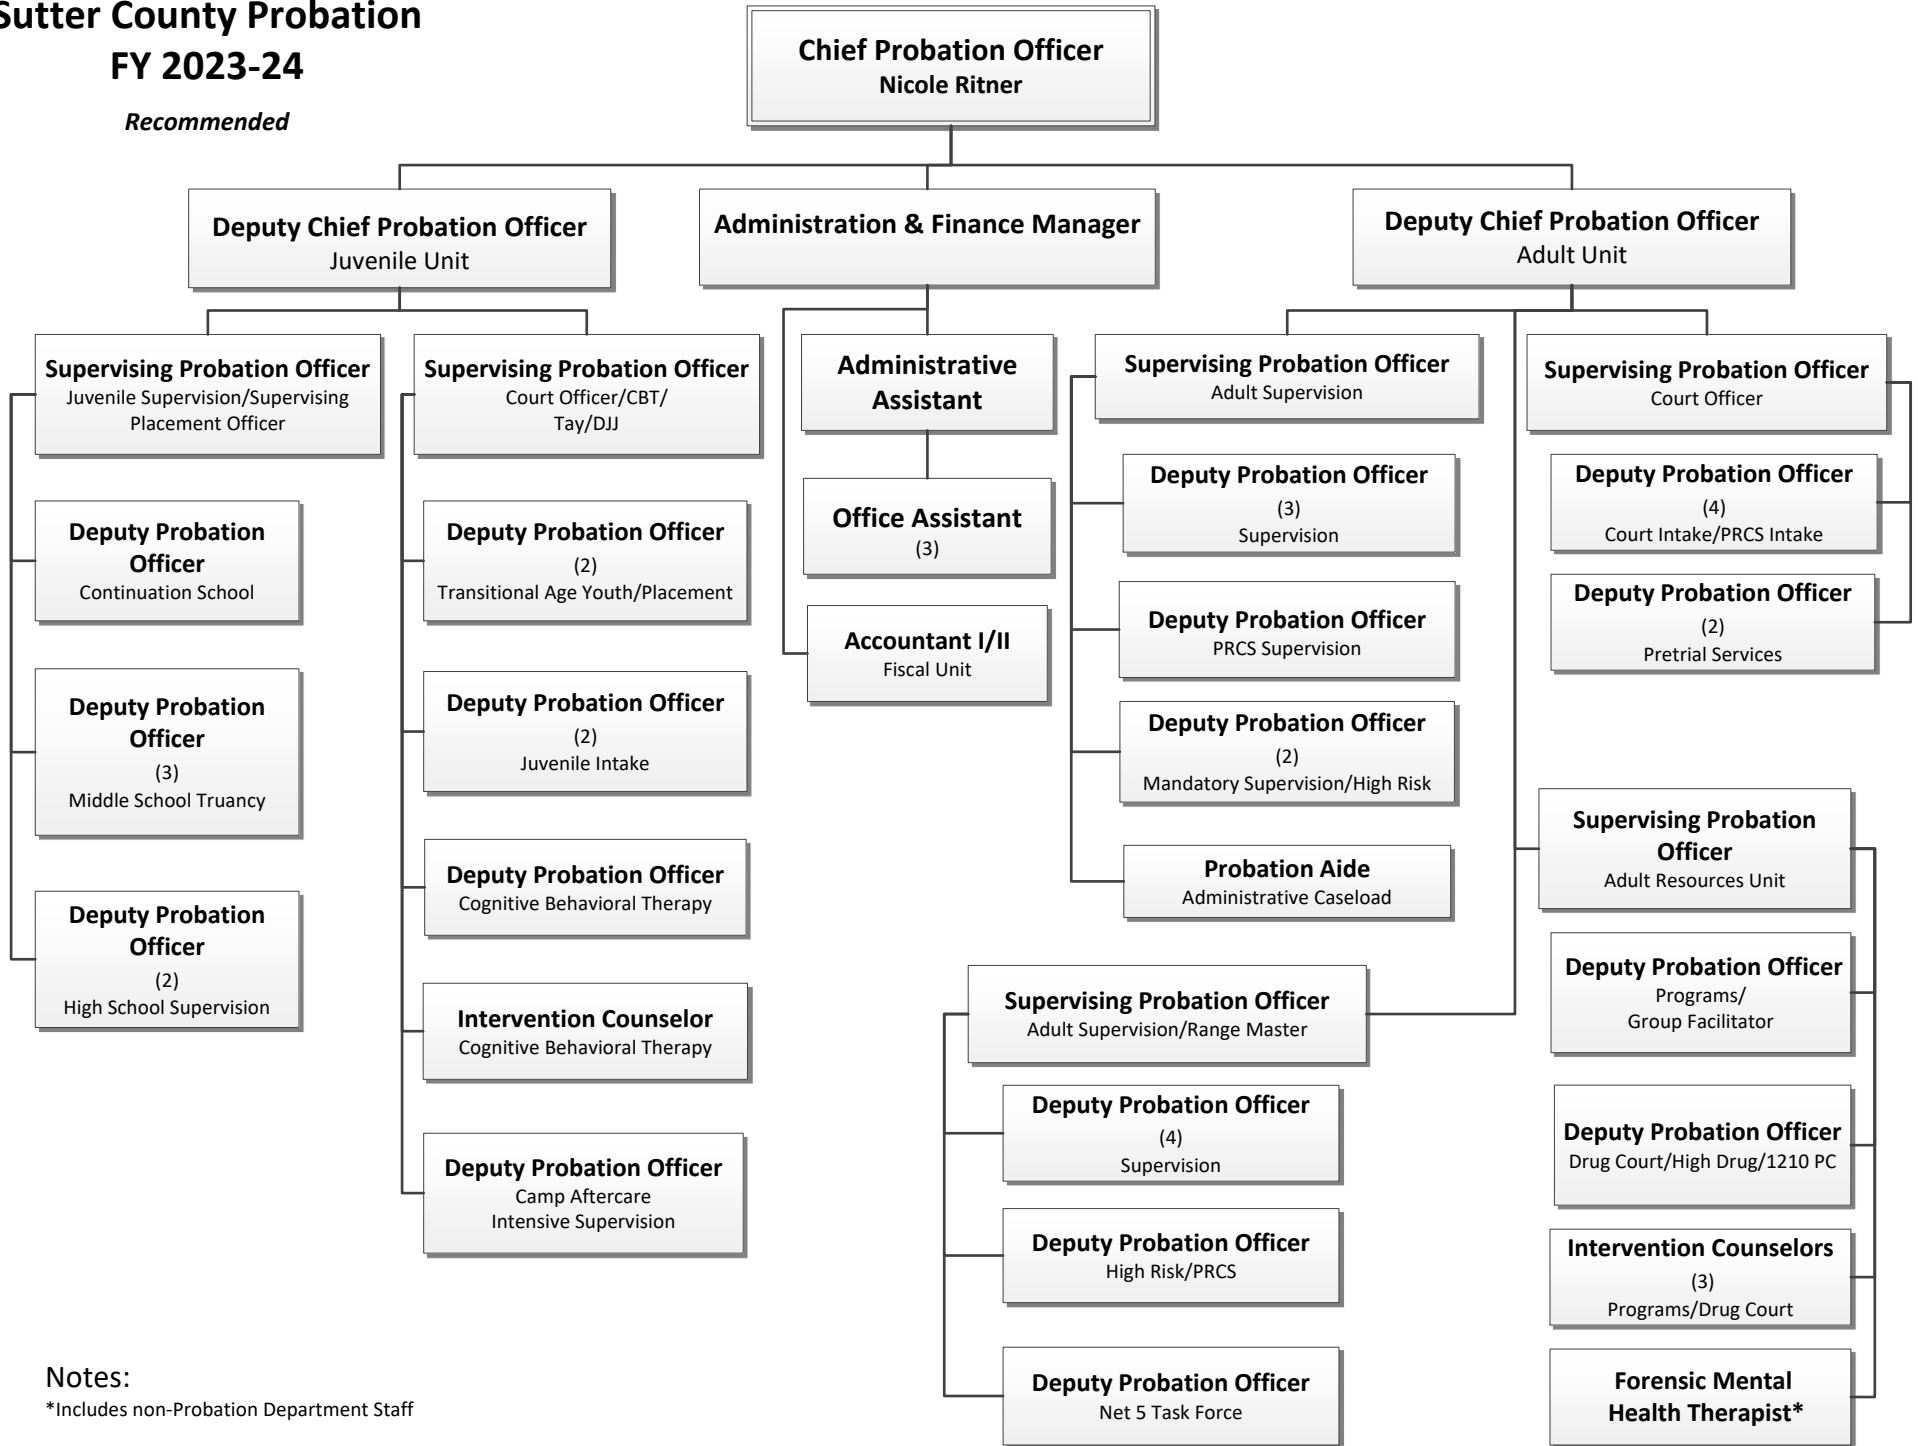 Sutter County Probation
FY 2023-24
Recommended
Chief Probation Officer
Nicole Ritner
Deputy Chief Probation Officer
Juvenile Unit
Administration & Finance Manager
Deputy Chief Probation Officer
Adult Unit
Supervising Probation Officer
Juvenile Supervision/Supervising
Placement Officer
Deputy Probation
Officer
Continuation School
Deputy Probation
Officer
(3)
Middle School Truancy
Deputy Probation
Officer
(2)
High School Supervision
Supervising Probation Officer
Court Officer/CBT/
Tay/DJJ
Deputy Probation Officer
(2)
Transitional Age Youth/Placement
Deputy Probation Officer
(2)
Juvenile Intake
Deputy Probation Officer
Cognitive Behavioral Therapy
Intervention Counselor
Cognitive Behavioral Therapy
Deputy Probation Officer
Camp Aftercare
Intensive Supervision
Administrative
Assistant
Office Assistant
(3)
Accountant I/II
Fiscal Unit
Supervising Probation Officer
Adult Supervision
Deputy Probation Officer
(3)
Supervision
Deputy Probation Officer
PRCS Supervision
Deputy Probation Officer
(2)
Mandatory Supervision/High Risk
Probation Aide
Administrative Caseload
Supervising Probation Officer
Court Officer
Deputy Probation Officer
(4)
Court Intake/PRCS Intake
Deputy Probation Officer
(2)
Pretrial Services
Supervising Probation
Officer
Adult Resources Unit
Deputy Probation Officer
Programs/
Group Facilitator
Deputy Probation Officer
Drug Court/High Drug/1210 PC
Intervention Counselors
(3)
Programs/Drug Court
Forensic Mental
Health Therapist*
Supervising Probation Officer
Adult Supervision/Range Master
Deputy Probation Officer
(4)
Supervision
Deputy Probation Officer
High Risk/PRCS
Deputy Probation Officer
Net 5 Task Force
Notes:
*Includes non-Probation Department Staff